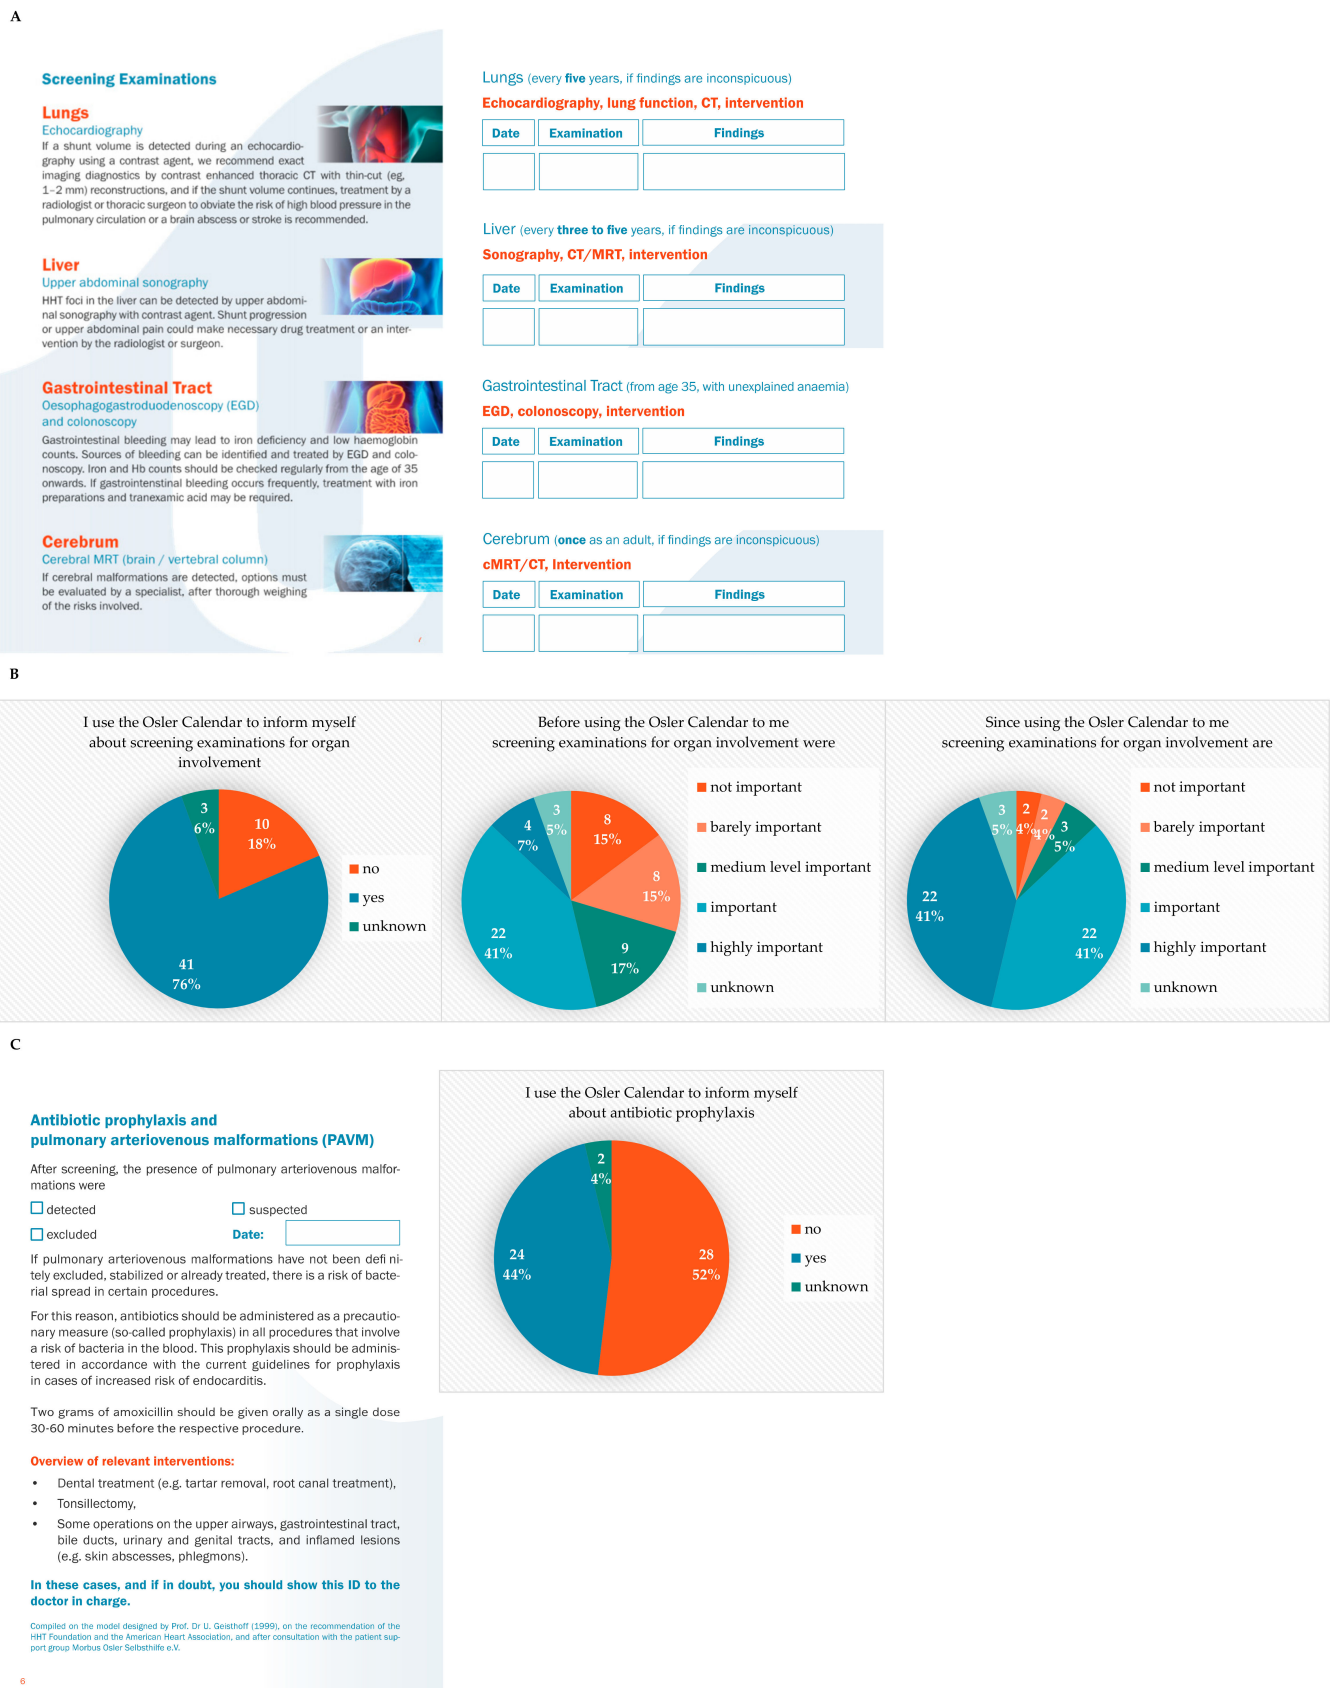 A
Screening Examinations
Lungs
Echocardiography
If a shunt volume is detected during an echocardio-
graphy using a contrast agent, we recommend exact
imaging diagnostics by contrast enhanced thoracic CT with thin-cut (eg,
1–2 mm) reconstructions, and if the shunt volume continues, treatment by a
radiologist or thoracic surgeon to obviate the risk of high blood pressure in the
pulmonary circulation or a brain abscess or stroke is recommended.
Liver
Upper abdominal sonography
HHT foci in the liver can be detected by upper abdomi-
nal sonography with contrast agent. Shunt progression
or upper abdominal pain could make necessary drug treatment or an inter-
vention by the radiologist or surgeon.
Gastrointestinal Tract
Oesophagogastroduodenoscopy (EGD)
and colonoscopy
Gastrointestinal bleeding may lead to iron deficiency and low haemoglobin
counts. Sources of bleeding can be identified and treated by EGD and colo-
noscopy. Iron and Hb counts should be checked regularly from the age of 35
onwards. If gastrointenstinal bleeding occurs frequently, treatment with iron
preparations and tranexamic acid may be required.
Cerebrum
Cerebral MRT (brain / vertebral column)
If cerebral malformations are detected, options must
be evaluated by a specialist, after thorough weighing
of the risks involved.
7
Lungs (every five years, if findings are inconspicuous)
Echocardiography, lung function, CT, intervention
Date Examination Findings
Liver (every three to five years, if findings are inconspicuous)
Sonography, CT/MRT, intervention
Date Examination Findings
Gastrointestinal Tract (from age 35, with unexplained anaemia)
EGD, colonoscopy, intervention
Date Examination Findings
Cerebrum (once as an adult, if findings are inconspicuous)
cMRT/CT, Intervention
Date Examination Findings
B
I use the Osler Calendar to inform myself
about screening examinations for organ
involvement
3
6%
10
18%
41
76%
no
yes
unknown
Before using the Osler Calendar to me
screening examinations for organ involvement were
3
5%
8
15%
4
7%
8
15%
22
41%
9
17%
not important
barely important
medium level important
important
highly important
unknown
Since using the Osler Calendar to me
screening examinations for organ involvement are
3
5%
2
4%
2
4%
3
5%
22
41%
22
41%
not important
barely important
medium level important
important
highly important
unknown
C
Antibiotic prophylaxis and
pulmonary arteriovenous malformations (PAVM)
After screening, the presence of pulmonary arteriovenous malfor-
mations were
detected suspected
excluded Date:
If pulmonary arteriovenous malformations have not been defi ni-
tely excluded, stabilized or already treated, there is a risk of bacte-
rial spread in certain procedures.
For this reason, antibiotics should be administered as a precautio-
nary measure (so-called prophylaxis) in all procedures that involve
a risk of bacteria in the blood. This prophylaxis should be adminis-
tered in accordance with the current guidelines for prophylaxis
in cases of increased risk of endocarditis.
Two grams of amoxicillin should be given orally as a single dose
30-60 minutes before the respective procedure.
Overview of relevant interventions:
• Dental treatment (e.g. tartar removal, root canal treatment),
• Tonsillectomy,
• Some operations on the upper airways, gastrointestinal tract,
bile ducts, urinary and genital tracts, and inflamed lesions
(e.g. skin abscesses, phlegmons).
In these cases, and if in doubt, you should show this ID to the
doctor in charge.
Compiled on the model designed by Prof. Dr U. Geisthoff (1999), on the recommendation of the
HHT Foundation and the American Heart Association, and after consultation with the patient sup-
port group Morbus Osler Selbsthilfe e.V.
6
I use the Osler Calendar to inform myself
about antibiotic prophylaxis
2
4%
24
44%
28
52%
no
yes
unknown